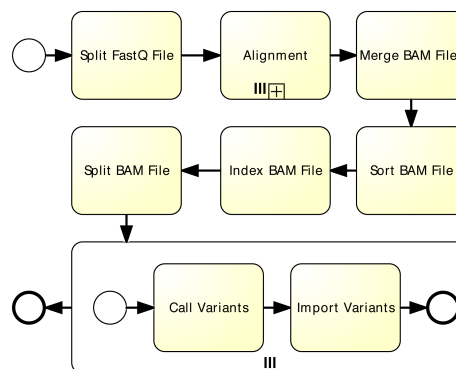 Split FastQ File
Alignment
Merge BAM File
Split BAM File
Index BAM File
Sort BAM File
Call Variants
Import Variants